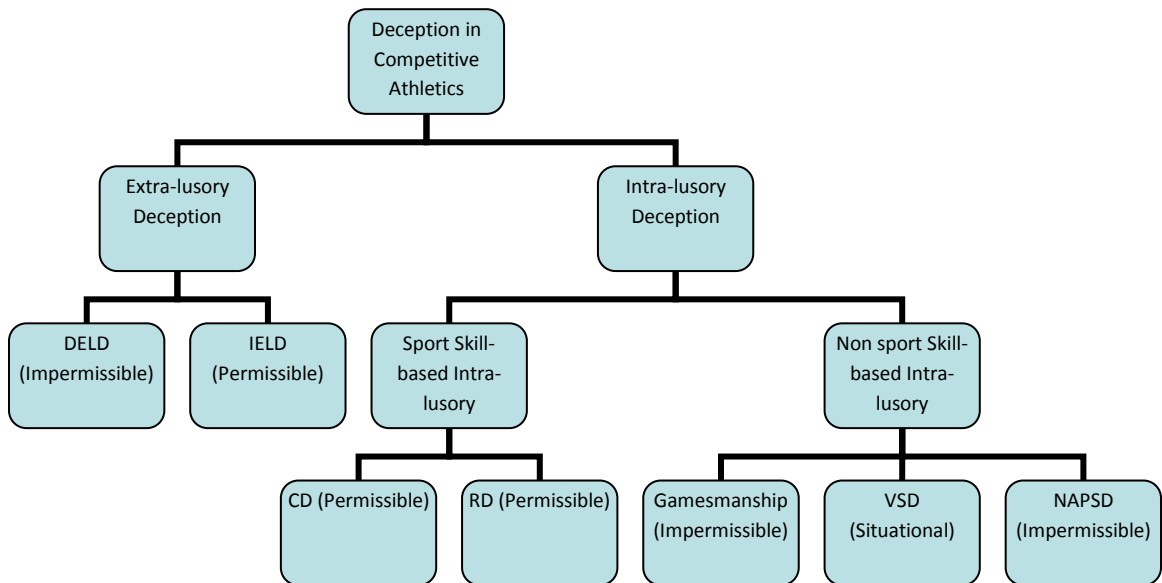 Deception in
Competitive
Athletics
Extra-lusory
Deception
Intra-lusory
Deception
DELD
(Impermissible)
IELD
(Permissible)
Sport Skill-
based Intra-
lusory
Non sport Skill-
based Intra-
lusory
CD (Permissible)
RD (Permissible)
Gamesmanship
(Impermissible)
VSD
(Situational)
NAPSD
(Impermissible)